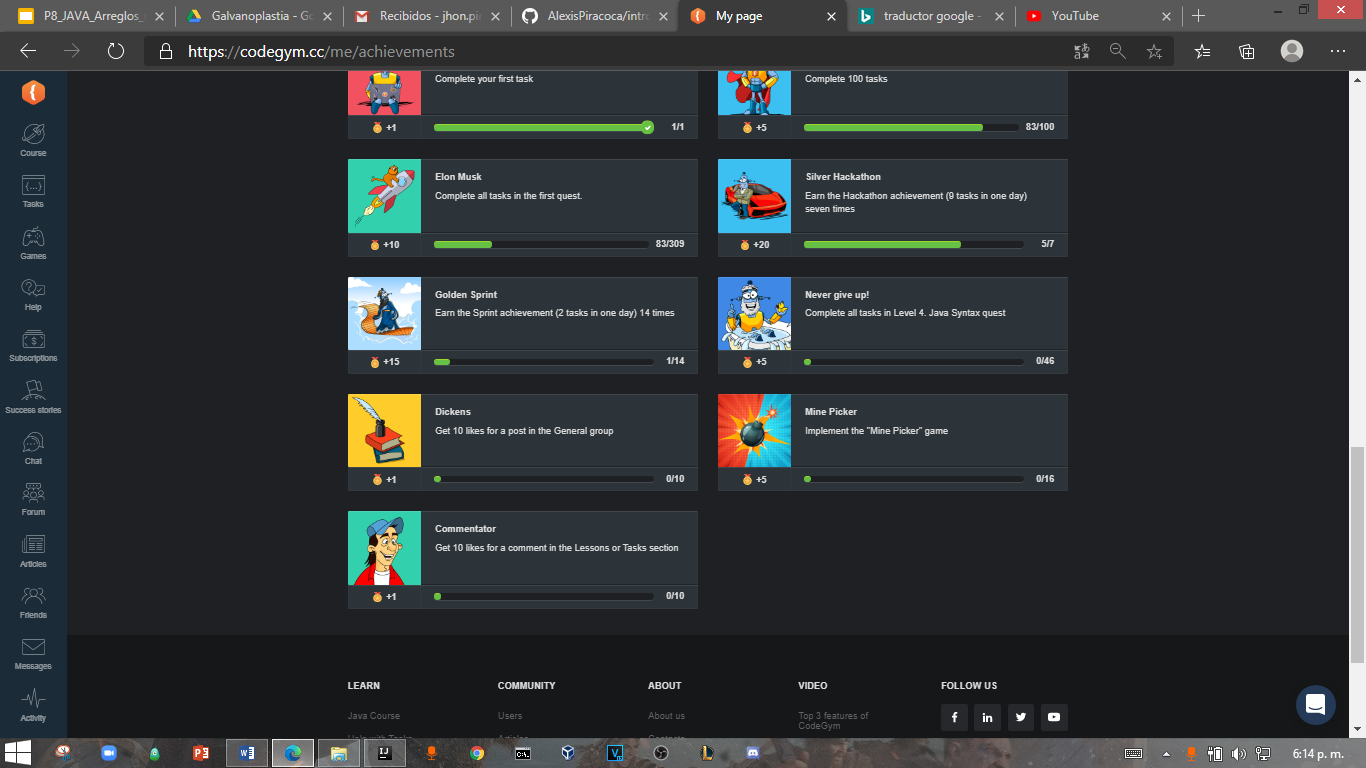 P8_JAVA_Arreglos_
Galvanoplastia - Go
Recibidos - jhon.pi
AlexisPiracoca/intro
My page
traductor google -
YouTube
https://codegym.cc/me/achievements
Course
Tasks
Games
Help
Subscriptions
Success stories
Chat
Forum
Articles
Friends
Messages
Activity
Complete your first task
+1
1/1
Complete 100 tasks
+5
83/100
Elon Musk
Complete all tasks in the first quest.
+10
83/309
Silver Hackathon
Earn the Hackathon achievement (9 tasks in one day)
seven times
+20
5/7
Golden Sprint
Earn the Sprint achievement (2 tasks in one day) 14 times
+15
1/14
Never give up!
Complete all tasks in Level 4. Java Syntax quest
+5
0/46
Dickens
Get 10 likes for a post in the General group
+1
0/10
Mine Picker
Implement the "Mine Picker" game
+5
0/16
Commentator
Get 10 likes for a comment in the Lessons or Tasks section
+1
0/10
LEARN
Java Course
COMMUNITY
Users
ABOUT
About us
VIDEO
Top 3 features of
CodeGym
FOLLOW US
6:14 p. m.